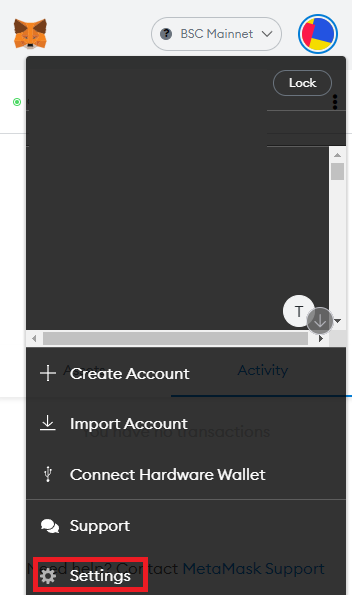 BSC Mainnet
Lock
T
Create Account
Activity
Import Account
You have no transactions
Connect Hardware Wallet
Support
Need help? Contact MetaMask Support
Settings